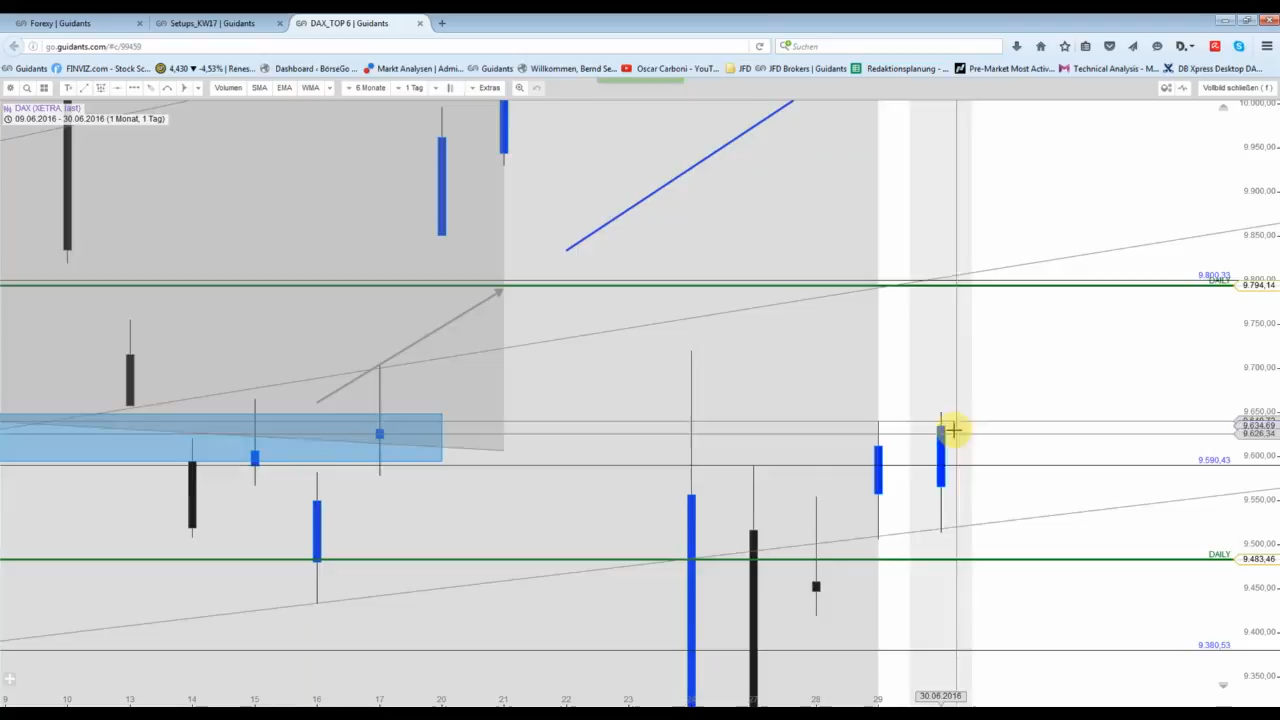 Forexy | Guidants
Setups_KW17 | Guidants
DAX_TOP 6 | Guidants
go.guidants.com/#c/99459
Suchen
Guidants
FINVIZ.com - Stock Sc...
4,430 -4,53% | Renes...
Dashboard - BörseGo ...
Markt Analysen | Admi...
Guidants
Willkommen, Bernd Se...
Oscar Carboni - YouT...
JFD
JFD Brokers | Guidants
Redaktionsplanung - ...
Pre-Market Most Activ...
Technical Analysis - M...
DB Xpress Desktop DA...
Volumen SMA EMA WMA 6 Monate 1 Tag Extras Vollbild schließen ( f )
DAX (XETRA, last)
09.06.2016 - 30.06.2016 (1 Monat, 1 Tag)
10.000,00
9.950,00
9.900,00
9.850,00
9.800,33
9.800,00
DAILY
9.794,14
9.750,00
9.700,00
9.650,00
9.634,69
9.626,34
9.600,00
9.590,43
9.550,00
9.500,00
DAILY
9.483,46
9.450,00
9.400,00
9.380,53
9.350,00
9 10 13 14 15 16 17 20 21 22 23 24 27 28 29 30.06.2016